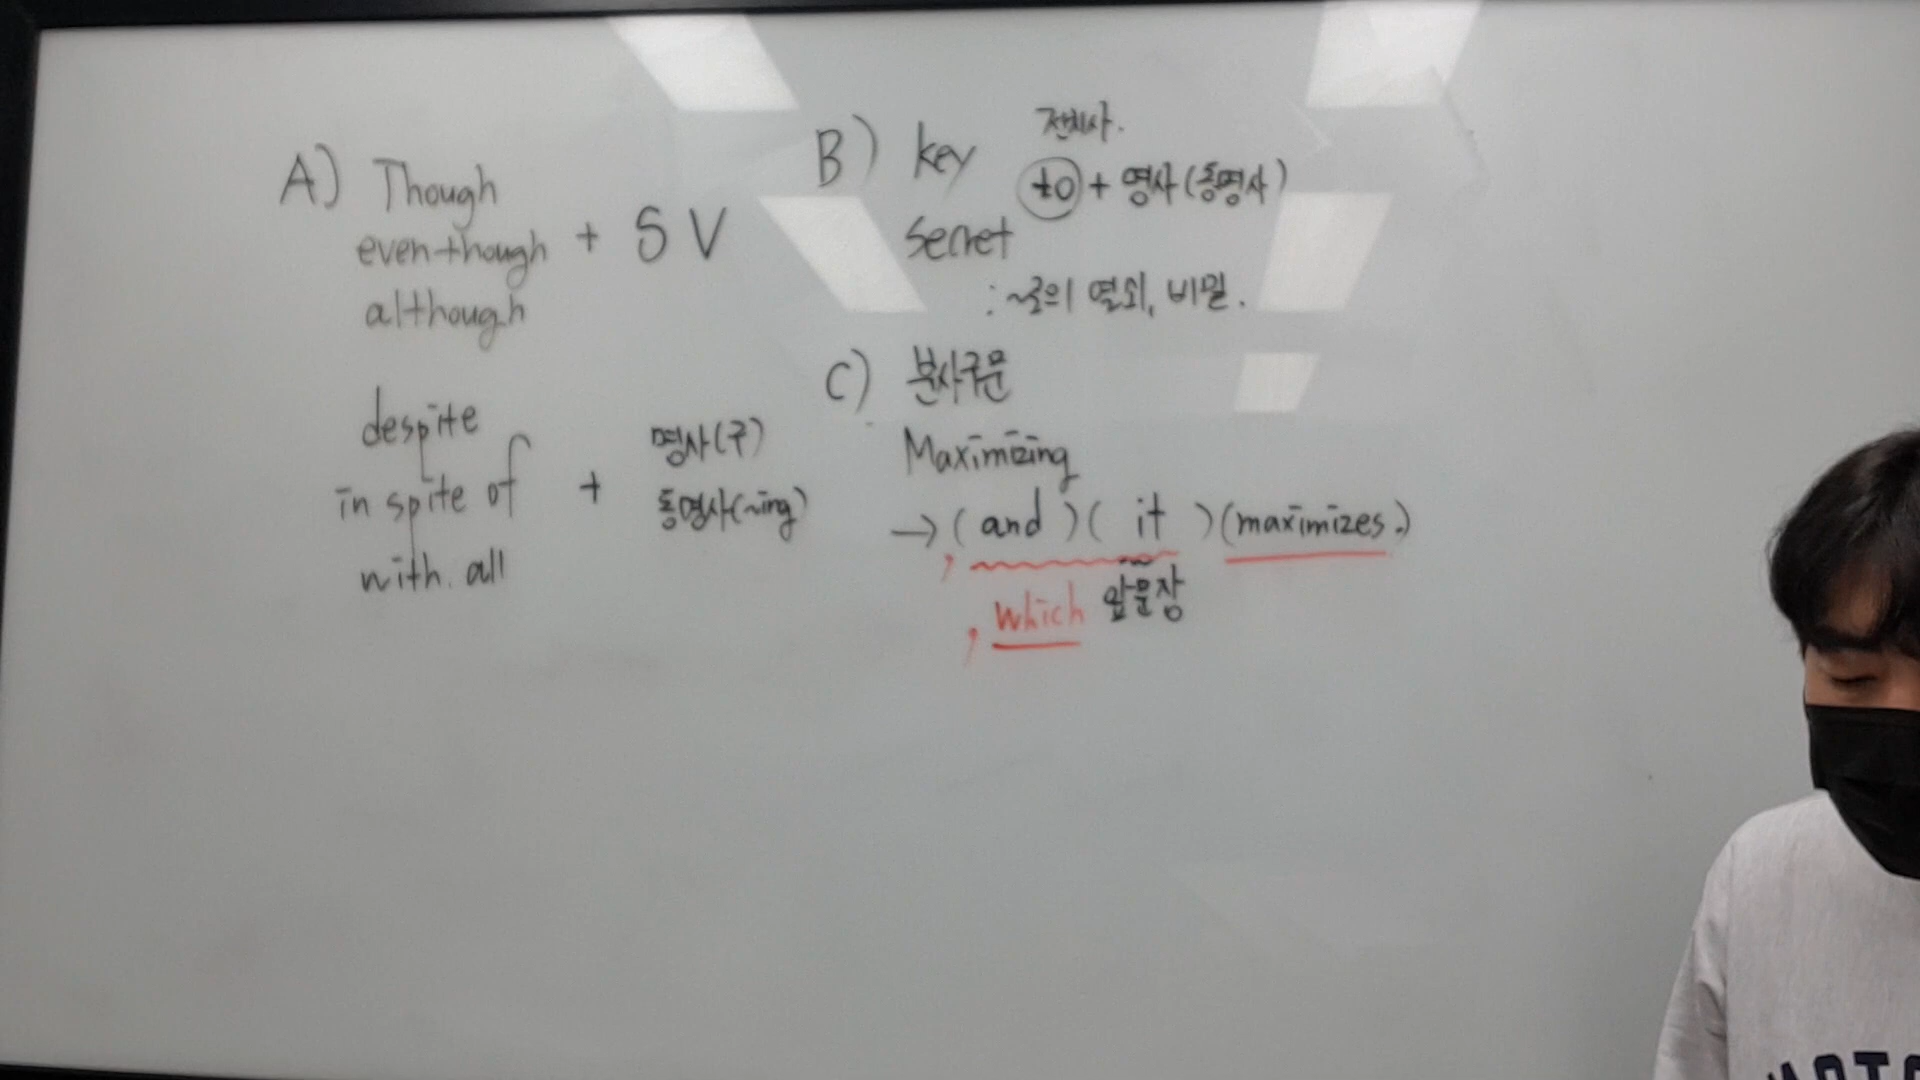 A) Though
even though + S V
although
despite
in spite of + 명사(구)
동명사(~ing)
with. all
B) key
전치사.
to + 명사(동명사)
Secret
: ~로의 열쇠, 비밀.
C) 분사구문
Maximizing
→ ( and ) ( it ) (maximizes.)
, which 앞문장